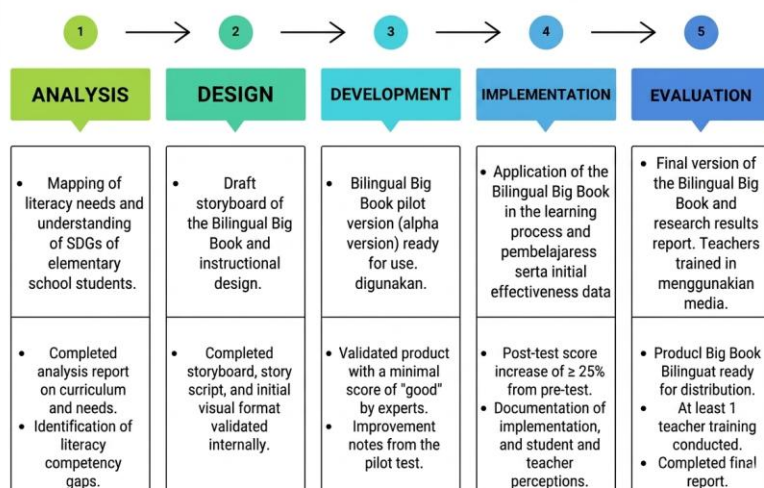 1
2
3
4
5
ANALYSIS
DESIGN
DEVELOPMENT
IMPLEMENTATION
EVALUATION
• Mapping of
literacy needs and
understanding of
SDGs of
elementary
school students.
• Draft
storyboard of
the Bilingual Big
Book and
instructional
design.
• Bilingual Big
Book pilot
version (alpha
version) ready
for use.
digunakan.
• Application of the
Bilingual Big Book
in the learning
process and
pembelajaress
serta initial
effectiveness data
• Final version of
the Bilingual Big
Book and
research results
report. Teachers
trained in
menggunakian
media.
• Completed
analysis report
on curriculum
and needs.
• Identification of
literacy
competency
gaps.
• Completed
storyboard, story
script, and initial
visual format
validated
internally.
• Validated
product with a
minimal score of
"good" by
experts.
• Improvement
notes from the
pilot test.
• Post-test score
increase of ≥ 25%
from pre-test.
• Documentation of
implementation,
and student and
teacher
perceptions.
• Producl Big Book
Bilinguat ready
for distribution.
• At least 1
teacher training
conducted.
• Completed final
report.